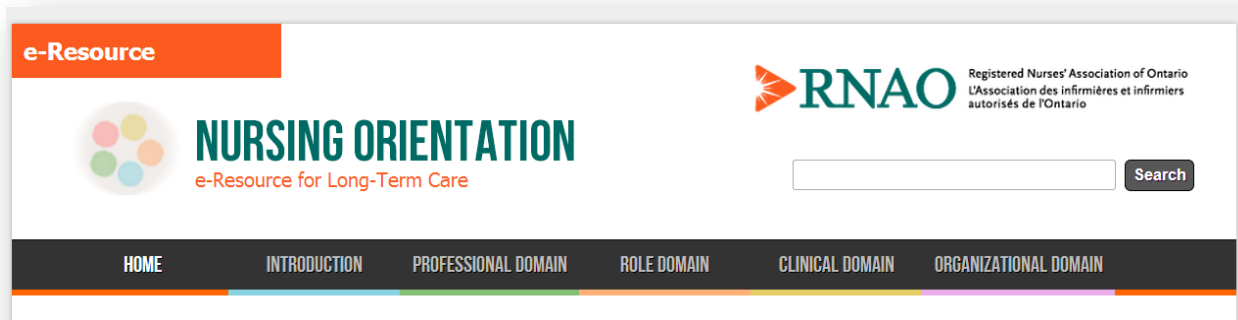 e-Resource
RNAO
Registered Nurses' Association of Ontario
L'Association des infirmières et infirmiers
autorisés de l'Ontario
NURSING ORIENTATION
e-Resource for Long-Term Care
Search
HOME INTRODUCTION PROFESSIONAL DOMAIN ROLE DOMAIN CLINICAL DOMAIN ORGANIZATIONAL DOMAIN